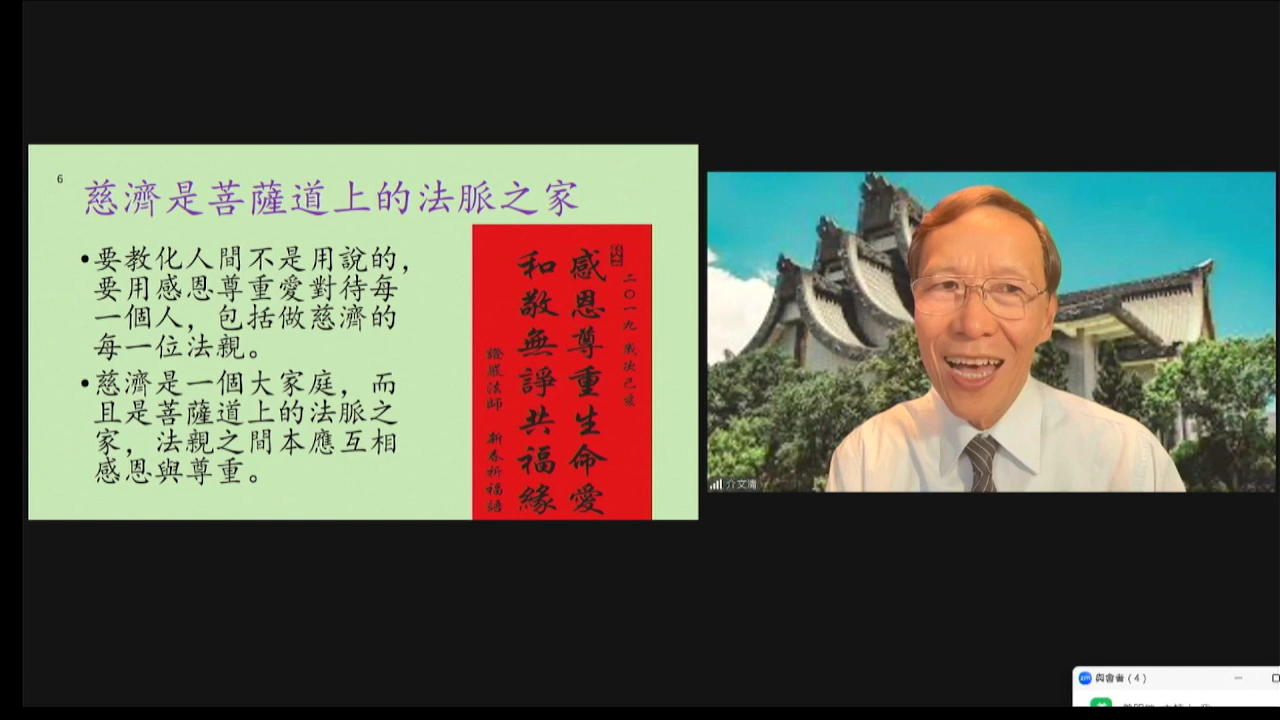 6
慈濟是菩薩道上的法脈之家
•要教化人間不是用說的，
要用感恩尊重愛對待每
一個人，包括做慈濟的
每一位法親。
•慈濟是一個大家庭，而
且是菩薩道上的法脈之
家，法親之間本應互相
感恩與尊重。
二〇一九 歲次己亥
感恩尊重生命愛
和敬無諍共福緣
證嚴法師 新春祈福語
介文濤
與會者 (4)